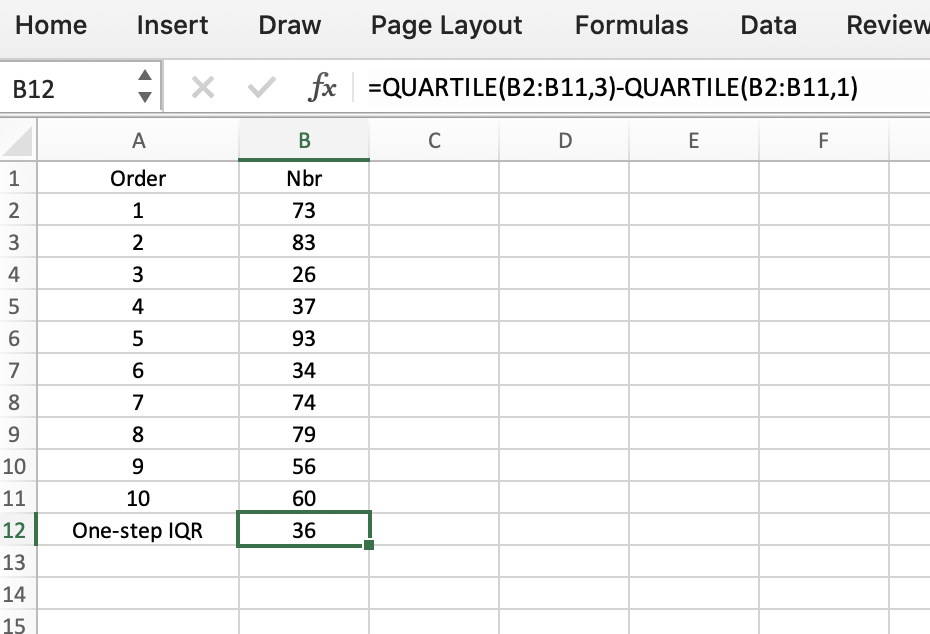 Home Insert Draw Page Layout Formulas Data Review
B12 fx =QUARTILE(B2:B11,3)-QUARTILE(B2:B11,1)
A B C D E F
1 Order Nbr
2 1 73
3 2 83
4 3 26
5 4 37
6 5 93
7 6 34
8 7 74
9 8 79
10 9 56
11 10 60
12 One-step IQR 36
13
14
15